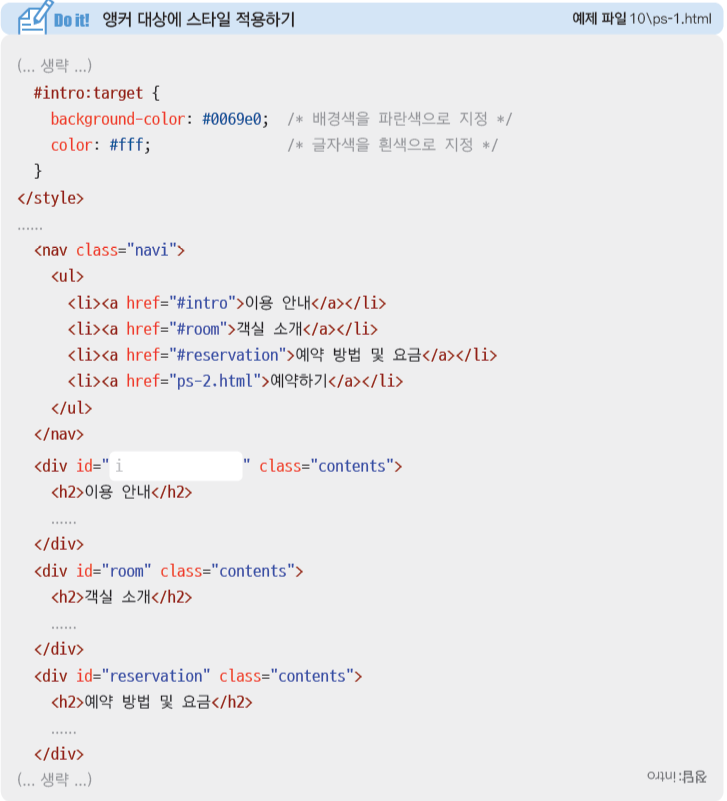 Do it! 앵커 대상에 스타일 적용하기 예제 파일 10\ps-1.html
(... 생략 ...)
#intro:target {
background-color: #0069e0; /* 배경색을 파란색으로 지정 */
color: #fff; /* 글자색을 흰색으로 지정 */
}
</style>
......
<nav class="navi">
<ul>
<li><a href="#intro">이용 안내</a></li>
<li><a href="#room">객실 소개</a></li>
<li><a href="#reservation">예약 방법 및 요금</a></li>
<li><a href="ps-2.html">예약하기</a></li>
</ul>
</nav>
<div id="i " class="contents">
<h2>이용 안내</h2>
......
</div>
<div id="room" class="contents">
<h2>객실 소개</h2>
......
</div>
<div id="reservation" class="contents">
<h2>예약 방법 및 요금</h2>
......
</div>
(... 생략 ...) 정답: intro